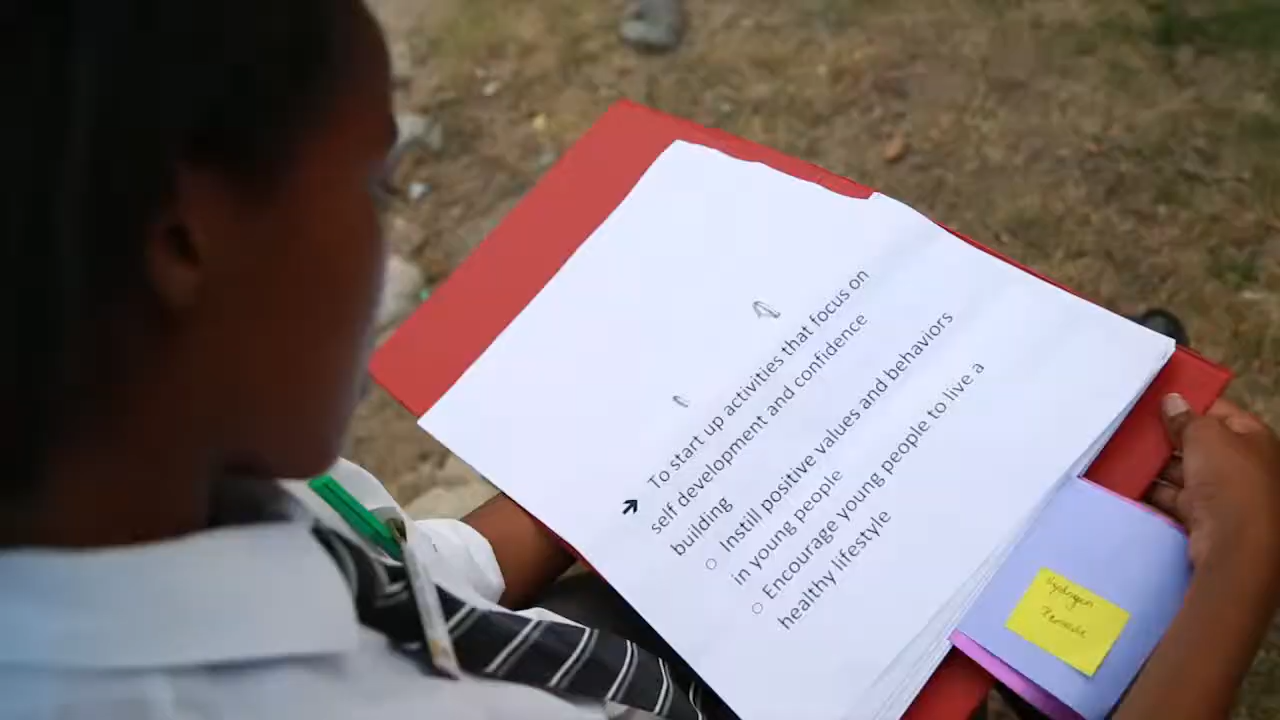 ➔ To start up activities that focus on
self development and confidence
building
○ Instill positive values and behaviors
in young people
○ Encourage young people to live a
healthy lifestyle
Hydrogen